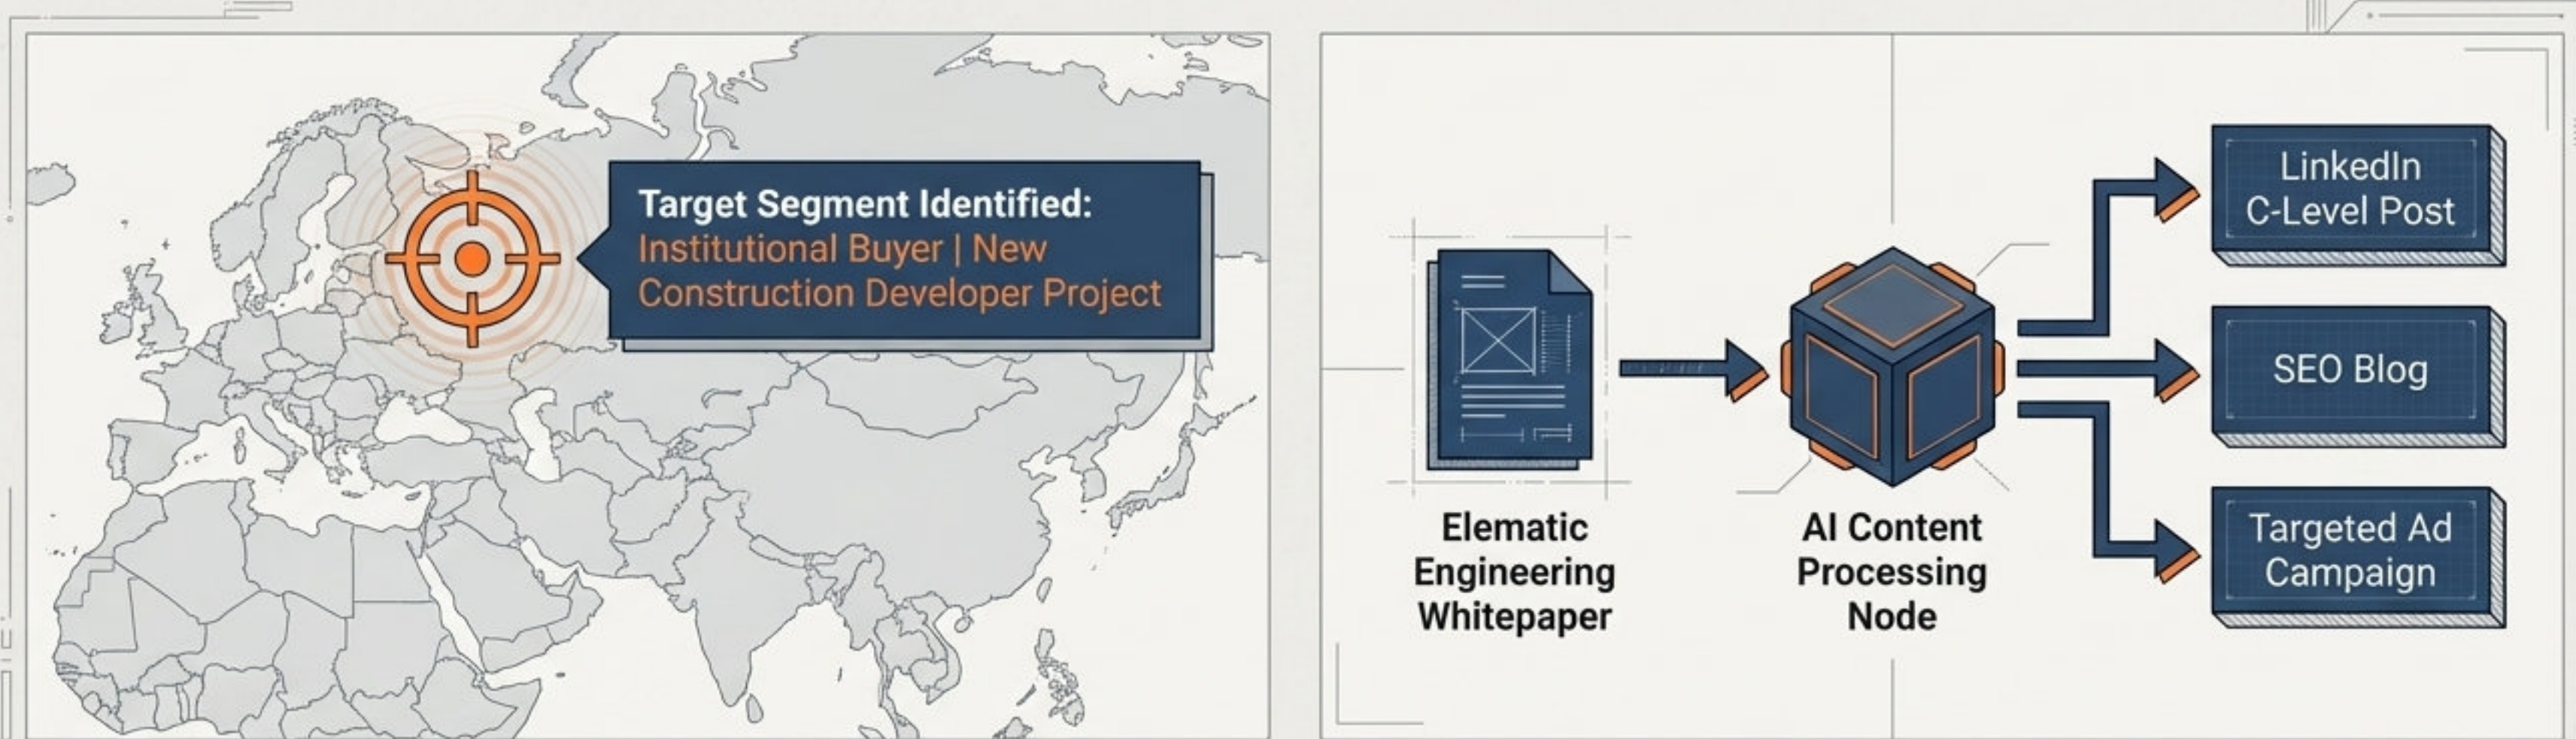 Target Segment Identified:
Institutional Buyer | New
Construction Developer Project
Elematic
Engineering
Whitepaper
AI Content
Processing
Node
LinkedIn
C-Level Post
SEO Blog
Targeted Ad
Campaign